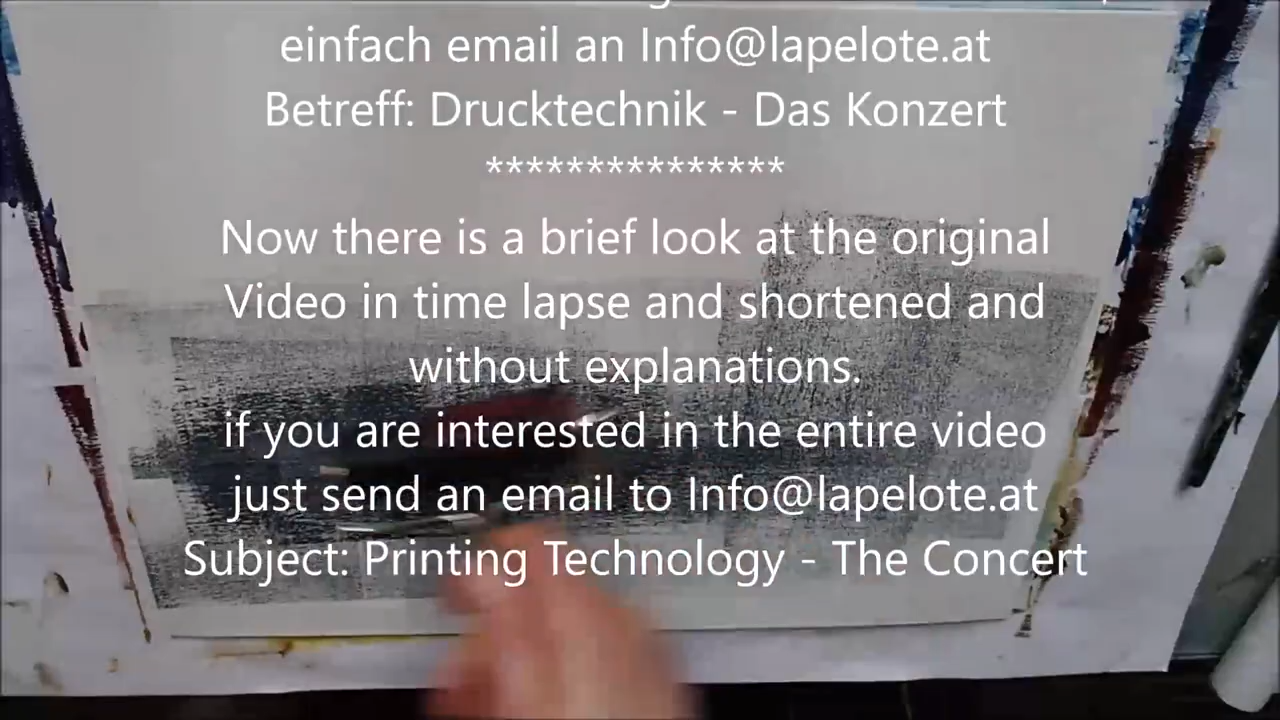 einfach email an Info@lapelote.at
Betreff: Drucktechnik - Das Konzert
***************
Now there is a brief look at the original
Video in time lapse and shortened and
without explanations.
if you are interested in the entire video
just send an email to Info@lapelote.at
Subject: Printing Technology - The Concert